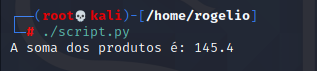 (root💀kali)-[/home/rogelio]
# ./script.py
A soma dos produtos é: 145.4